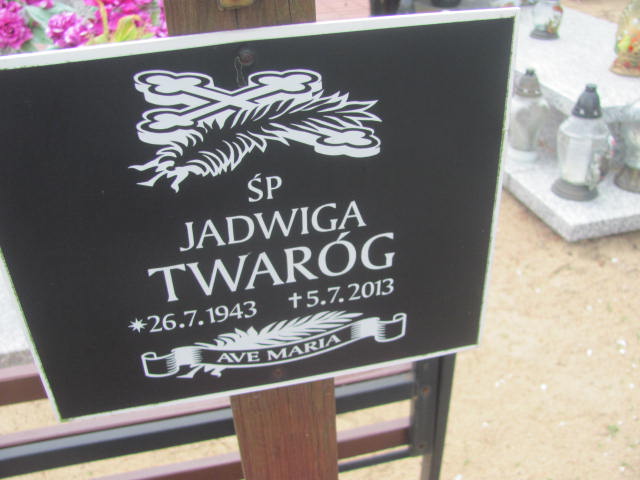 ŚP
JADWIGA
TWARÓG
*26.7.1943 †5.7.2013
AVE MARIA